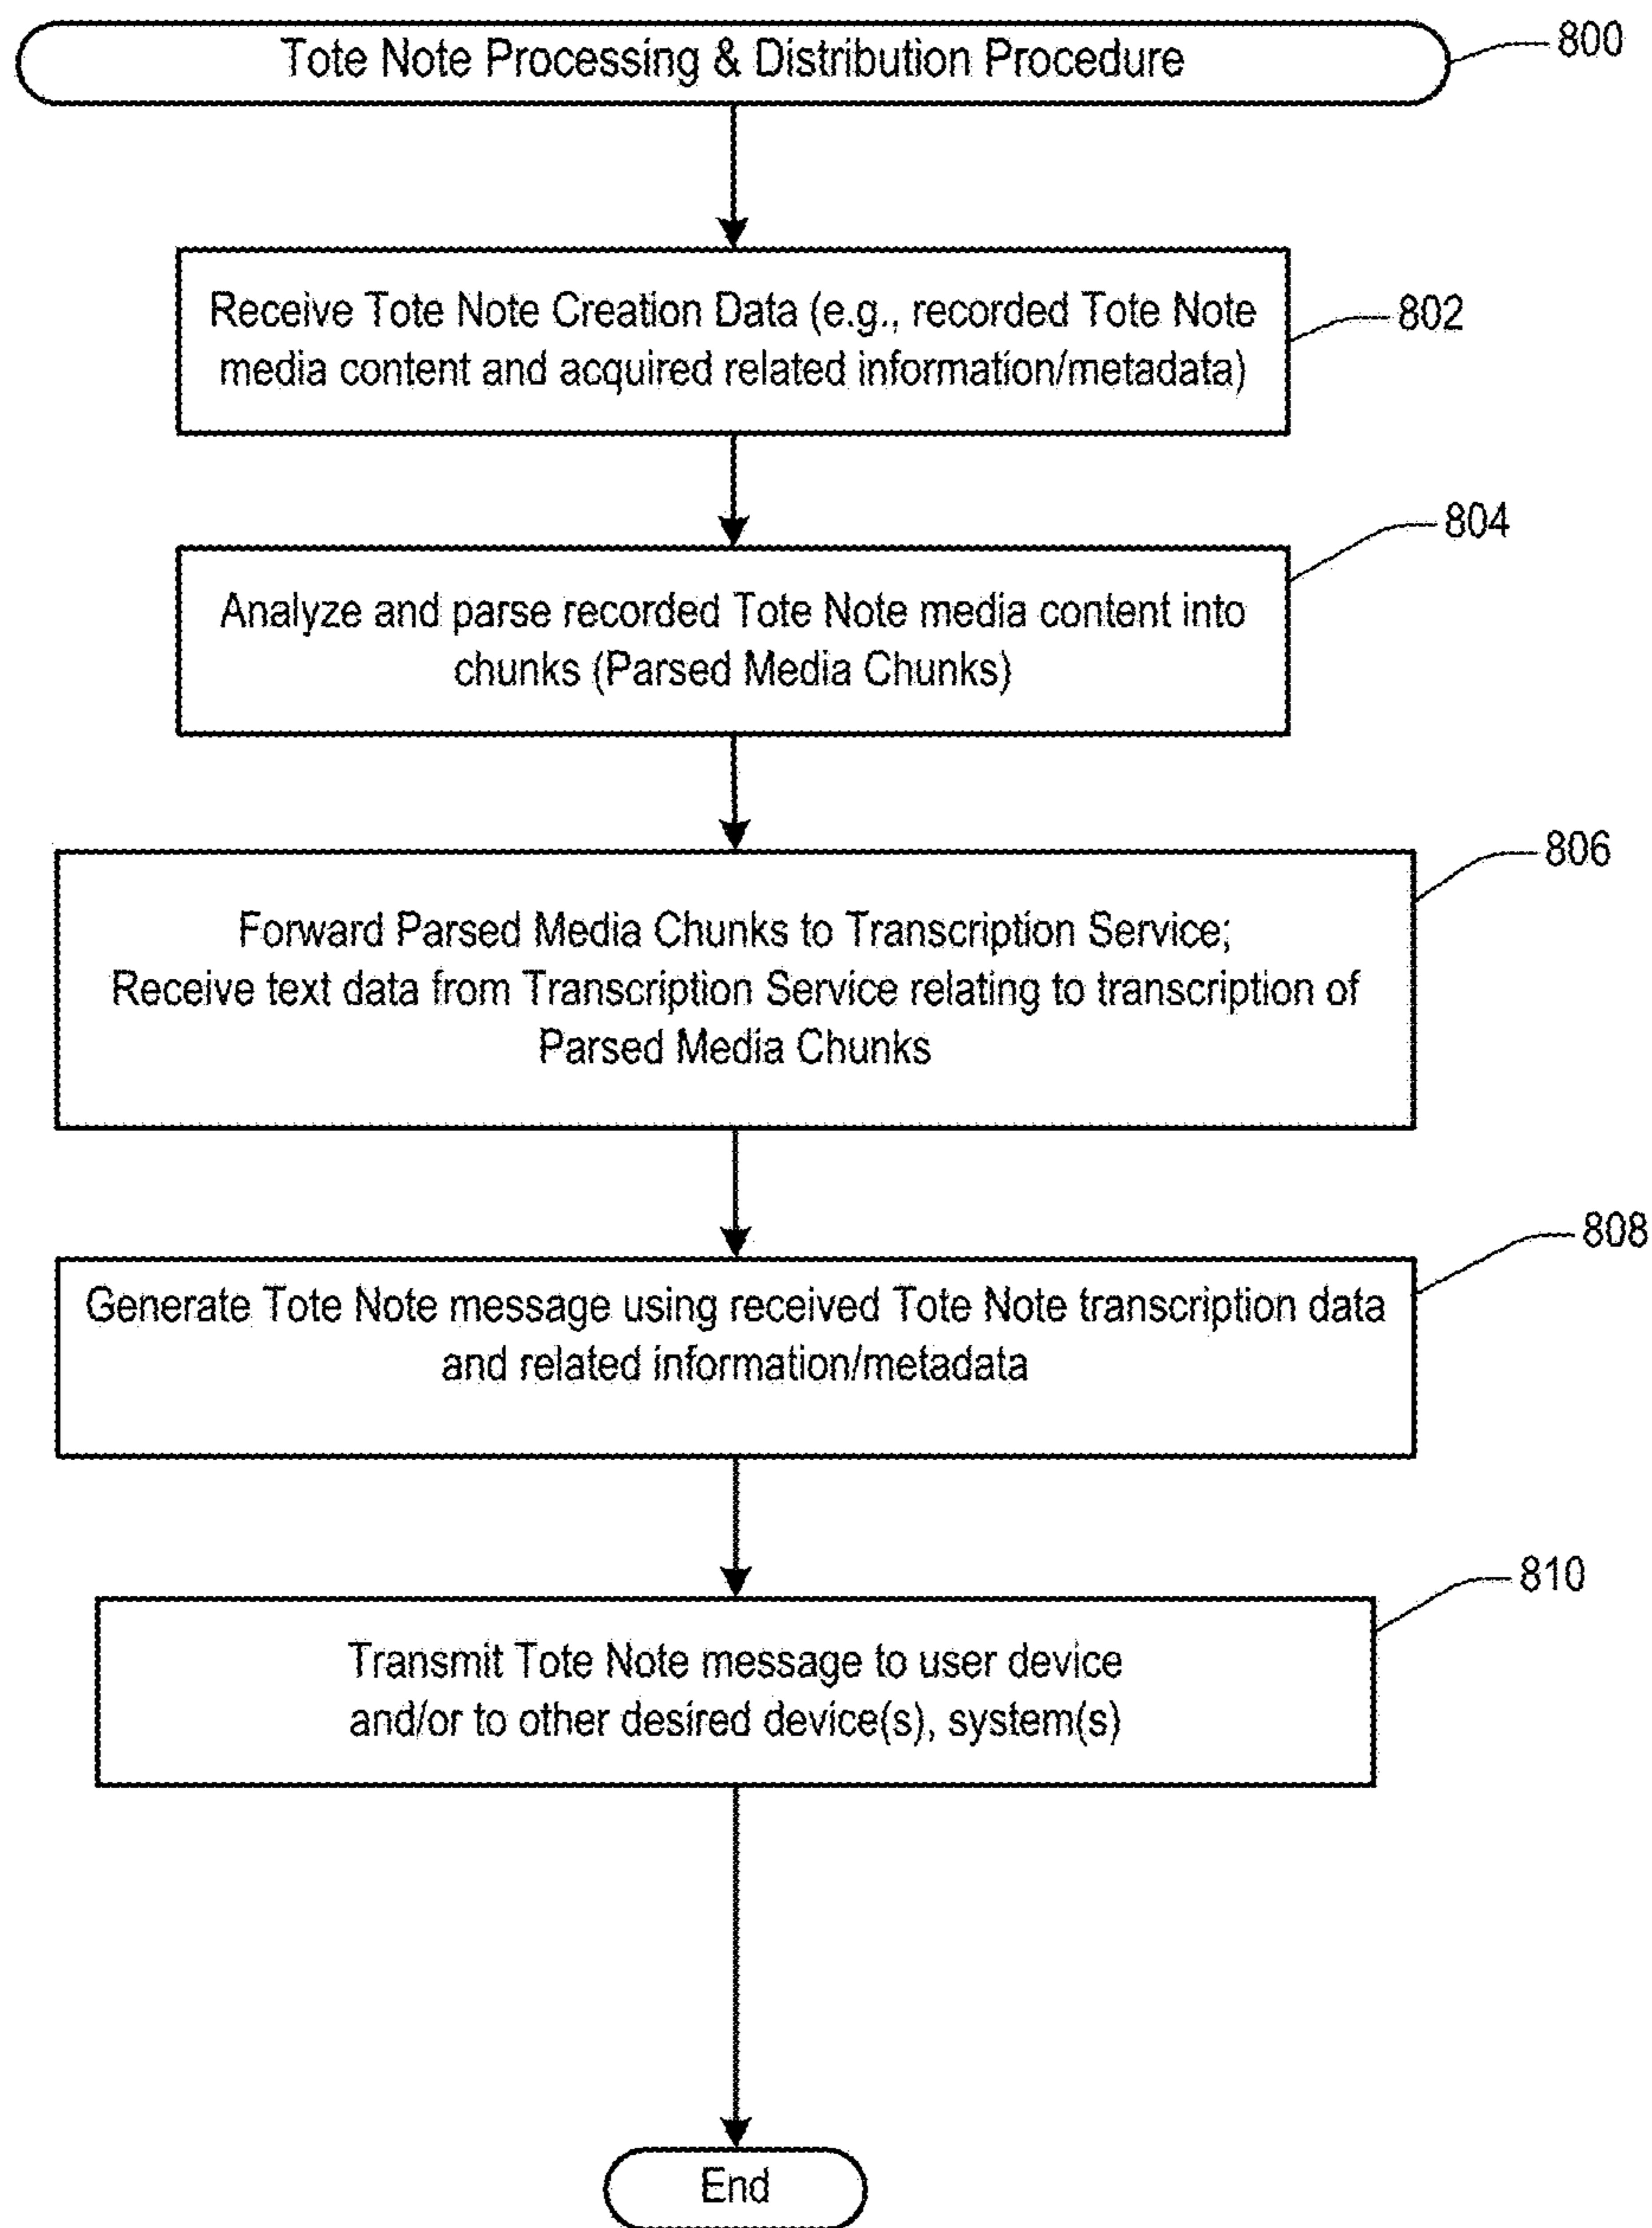 Tote Note Processing & Distribution Procedure
800
Receive Tote Note Creation Data (e.g., recorded Tote Note
media content and acquired related information/metadata)
802
804
Analyze and parse recorded Tote Note media content into
chunks (Parsed Media Chunks)
806
Forward Parsed Media Chunks to Transcription Service;
Receive text data from Transcription Service relating to transcription of
Parsed Media Chunks
808
Generate Tote Note message using received Tote Note transcription data
and related information/metadata
810
Transmit Tote Note message to user device
and/or to other desired device(s), system(s)
End